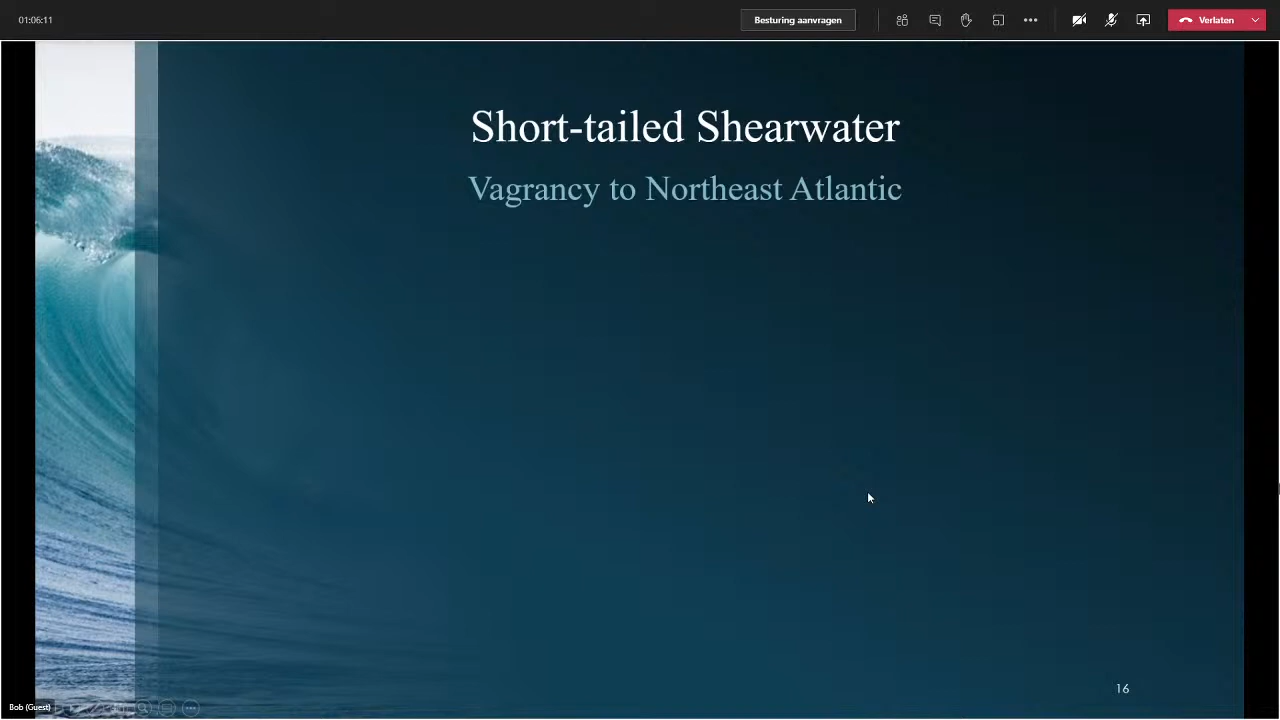 01:06:11
Besturing aanvragen
Verlaten
Short-tailed Shearwater
Vagrancy to Northeast Atlantic
16
Bob (Guest)